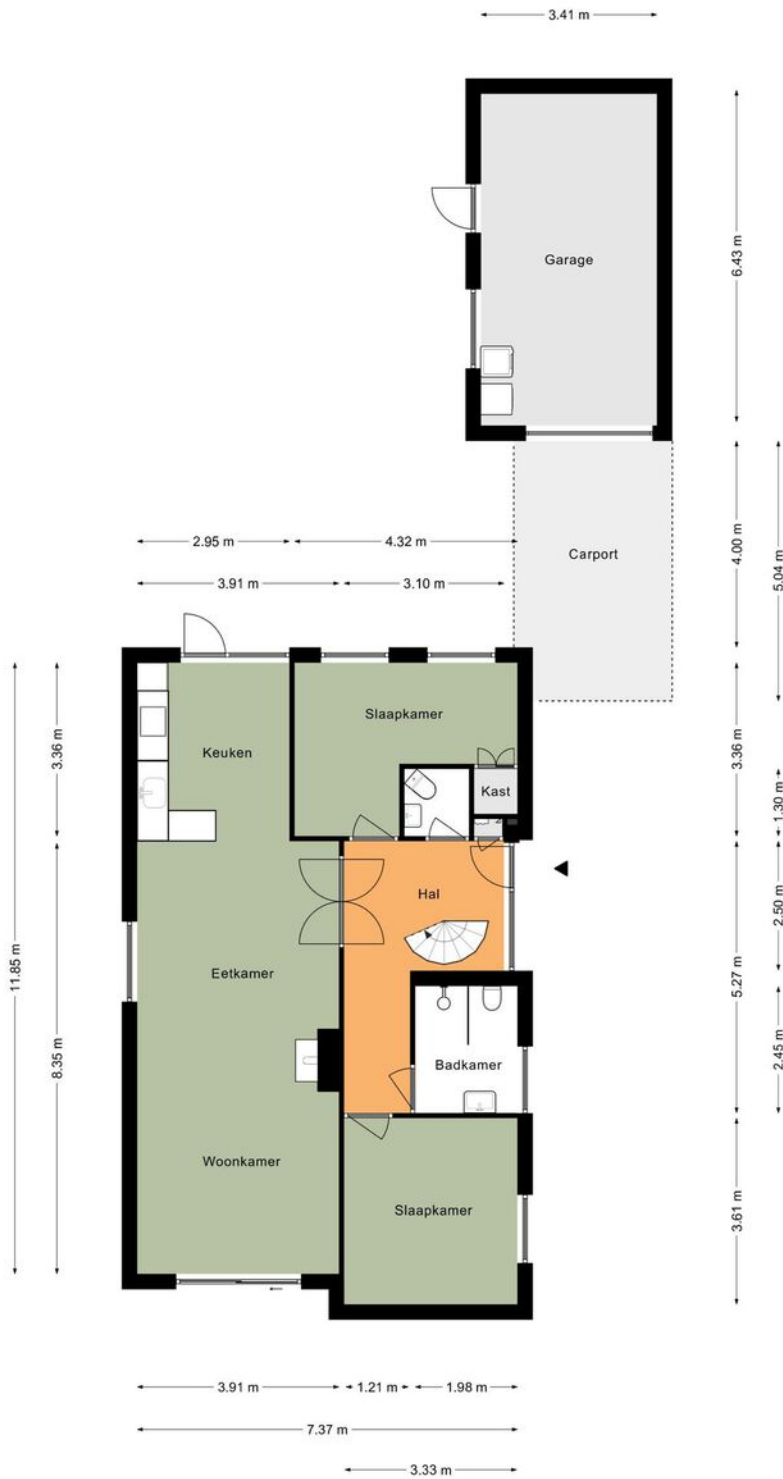 3.41 m
6.43 m
Garage
4.00 m
5.04 m
Carport
2.95 m
4.32 m
3.91 m
3.10 m
Slaapkamer
Keuken
3.36 m
3.36 m
Kast
1.30 m
Hal
2.50 m
Eetkamer
11.85 m
5.27 m
8.35 m
2.45 m
Badkamer
Woonkamer
Slaapkamer
3.61 m
3.91 m
1.21 m
1.98 m
7.37 m
3.33 m